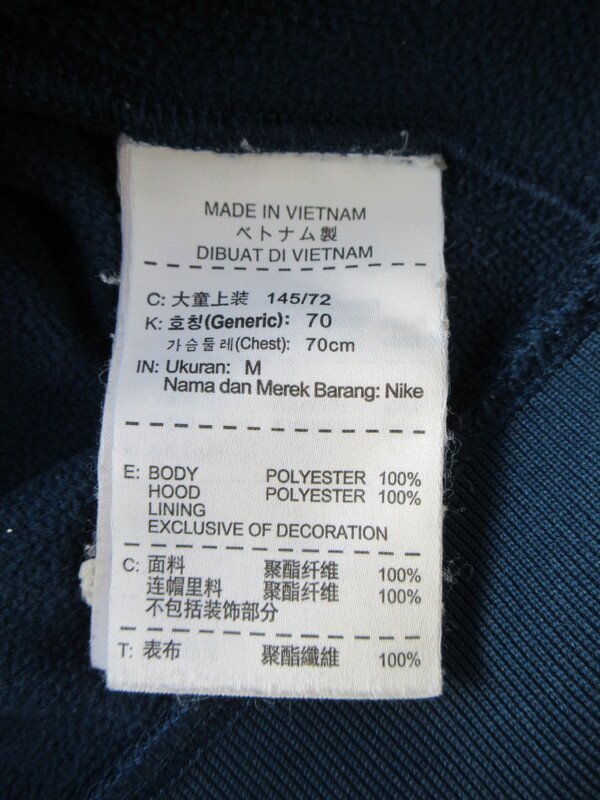 MADE IN VIETNAM
ベトナム製
DIBUAT DI VIETNAM
C: 大童上装 145/72
K: 호칭(Generic): 70
가슴둘레(Chest): 70cm
IN: Ukuran: M
Nama dan Merek Barang: Nike
E: BODY POLYESTER 100%
HOOD POLYESTER 100%
LINING
EXCLUSIVE OF DECORATION
C: 面料 聚酯纤维 100%
连帽里料 聚酯纤维 100%
不包括装饰部分
T: 表布 聚酯纖維 100%